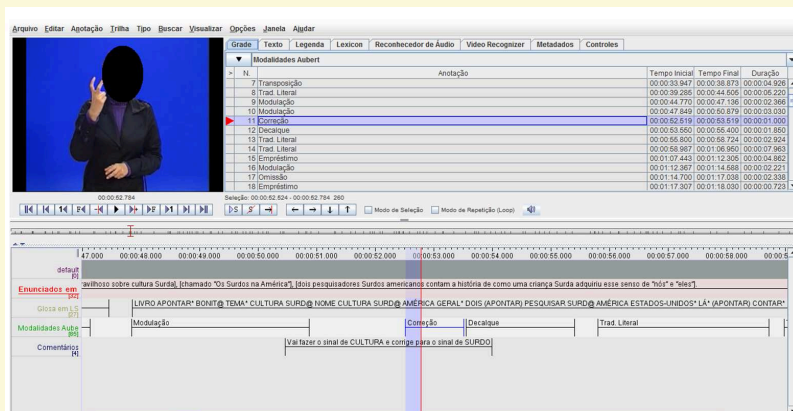 Arquivo Editar Anotação Trilha Tipo Buscar Visualizar Opções Janela Ajudar
Grade Texto Legenda Lexicon Reconhecedor de Áudio Video Recognizer Metadados Controles
Modalidades Aubert
> N. Anotação Tempo Inicial Tempo Final Duração
7 Transposição 00:00:33.947 00:00:38.873 00:00:04.926
8 Trad. Literal 00:00:39.285 00:00:44.505 00:00:05.220
9 Modulação 00:00:44.770 00:00:47.136 00:00:02.366
10 Modulação 00:00:47.849 00:00:50.879 00:00:03.030
11 Correção 00:00:52.519 00:00:53.519 00:00:01.000
12 Decalque 00:00:53.550 00:00:55.400 00:00:01.850
13 Trad. Literal 00:00:55.800 00:00:58.724 00:00:02.924
14 Trad. Literal 00:00:58.987 00:01:06.950 00:00:07.963
15 Empréstimo 00:01:07.443 00:01:12.305 00:00:04.862
16 Modulação 00:01:12.367 00:01:14.588 00:00:02.221
17 Omissão 00:01:14.700 00:01:17.038 00:00:02.338
18 Empréstimo 00:01:17.307 00:01:18.030 00:00:00.723
00:00:52.784
Seleção: 00:00:52.524 - 00:00:52.784 260
Modo de Seleção Modo de Repetição (Loop)
47.000 00:00:48.000 00:00:49.000 00:00:50.000 00:00:51.000 00:00:52.000 00:00:53.000 00:00:54.000 00:00:55.000 00:00:56.000 00:00:57.000 00:00:58.000
default
[0]
Enunciados em
ravilhoso sobre cultura Surda], [chamado "Os Surdos na América"], [dois pesquisadores Surdos americanos contam a história de como uma criança Surda adquiriu esse senso de "nós" e "eles"].
[32]
Glosa em LS
LIVRO APONTAR* BONIT@ TEMA* CULTURA SURD@ NOME CULTURA SURD@ AMÉRICA GERAL* DOIS (APONTAR) PESQUISAR SURD@ AMÉRICA ESTADOS-UNIDOS* LÁ* (APONTAR) CONTAR*
[27]
Modalidades Aube
Modulação Correção Decalque Trad. Literal
[95]
Comentários
Vai fazer o sinal de CULTURA e corrige para o sinal de SURDO
[4]